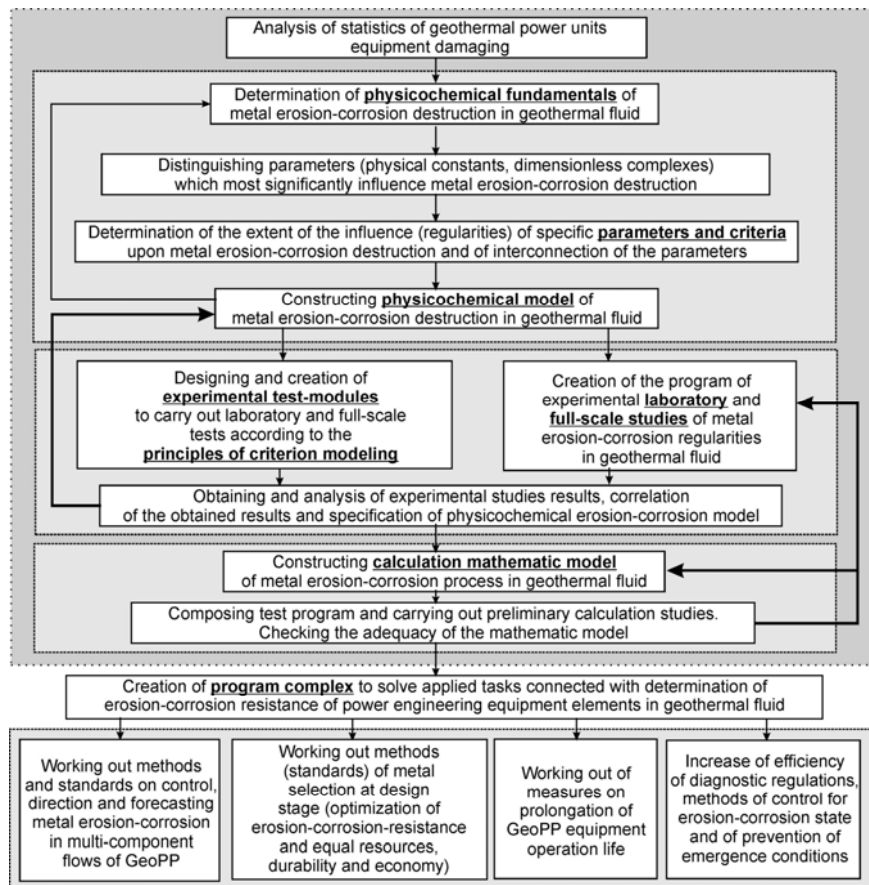 Analysis of statistics of geothermal power units
equipment damaging
Determination of physicochemical fundamentals of
metal erosion-corrosion destruction in geothermal fluid
Distinguishing parameters (physical constants, dimensionless complexes)
which most significantly influence metal erosion-corrosion destruction
Determination of the extent of the influence (regularities) of specific parameters and criteria
upon metal erosion-corrosion destruction and of interconnection of the parameters
Constructing physicochemical model of
metal erosion-corrosion destruction in geothermal fluid
Designing and creation of
experimental test-modules
to carry out laboratory and full-scale
tests according to the
principles of criterion modeling
Creation of the program of
experimental laboratory and
full-scale studies of metal
erosion-corrosion regularities
in geothermal fluid
Obtaining and analysis of experimental studies results, correlation
of the obtained results and specification of physicochemical erosion-corrosion model
Constructing calculation mathematic model
of metal erosion-corrosion process in geothermal fluid
Composing test program and carrying out preliminary calculation studies.
Checking the adequacy of the mathematic model
Creation of program complex to solve applied tasks connected with determination of
erosion-corrosion resistance of power engineering equipment elements in geothermal fluid
Working out methods
and standards on control,
direction and forecasting
metal erosion-corrosion
in multi-component
flows of GeoPP
Working out methods
(standards) of metal
selection at design
stage (optimization of
erosion-corrosion-resistance
and equal resources,
durability and economy)
Working out of
measures on
prolongation of
GeoPP equipment
operation life
Increase of efficiency
of diagnostic regulations,
methods of control for
erosion-corrosion state
and of prevention of
emergence conditions